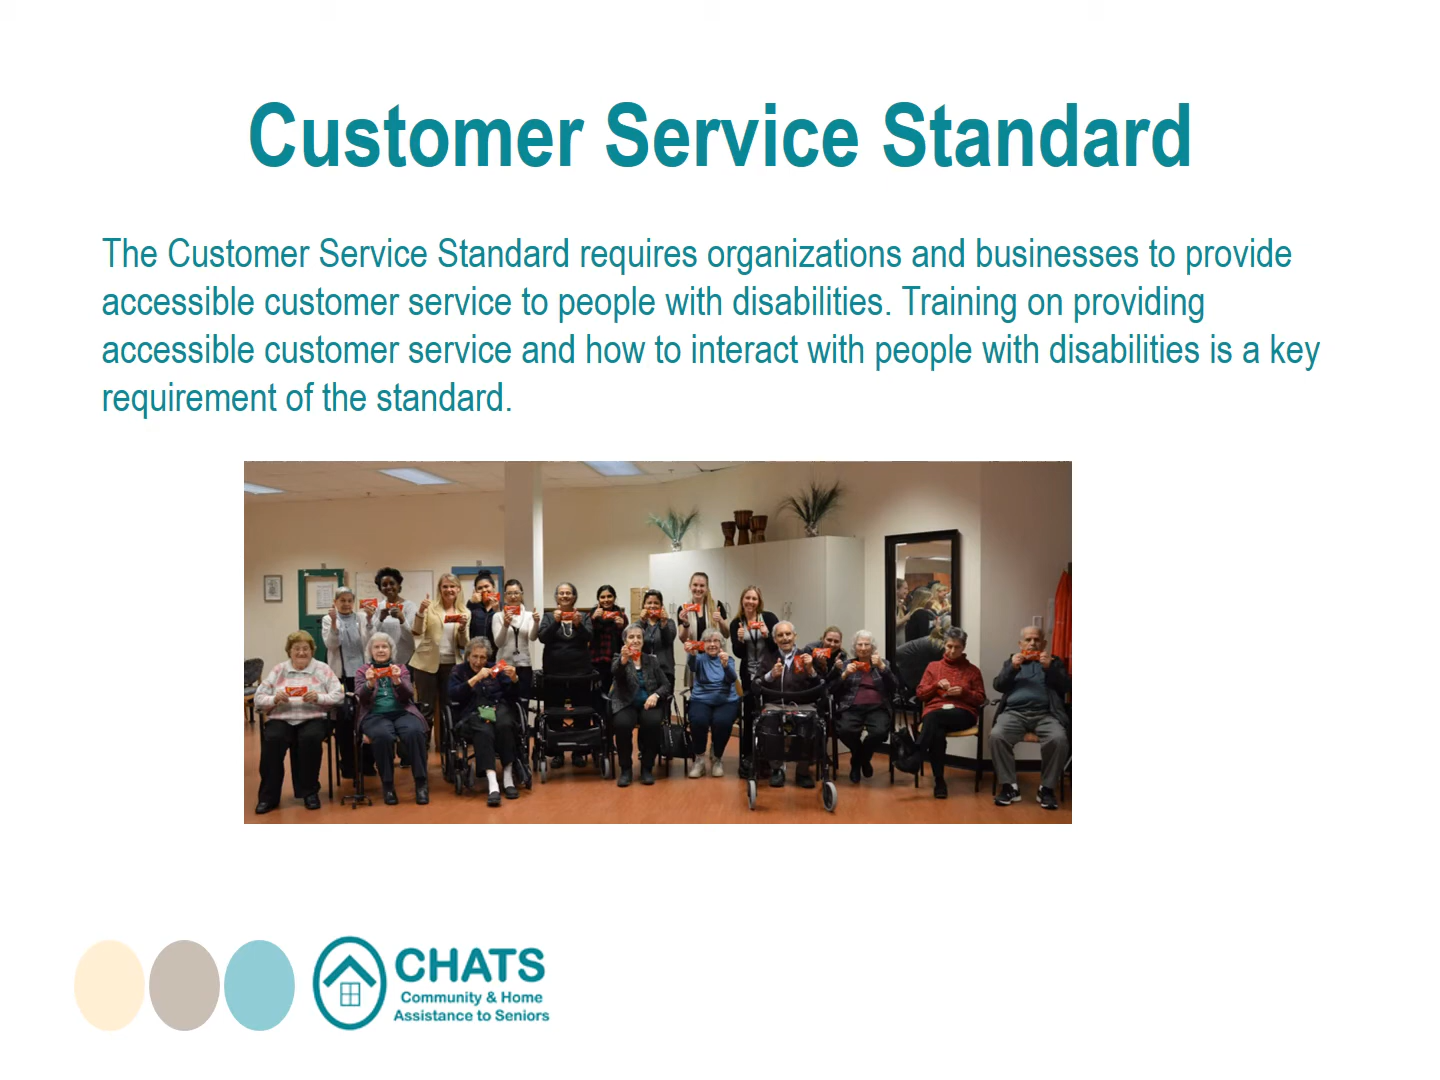 Customer Service Standard
The Customer Service Standard requires organizations and businesses to provide
accessible customer service to people with disabilities. Training on providing
accessible customer service and how to interact with people with disabilities is a key
requirement of the standard.
CHATS
Community & Home
Assistance to Seniors